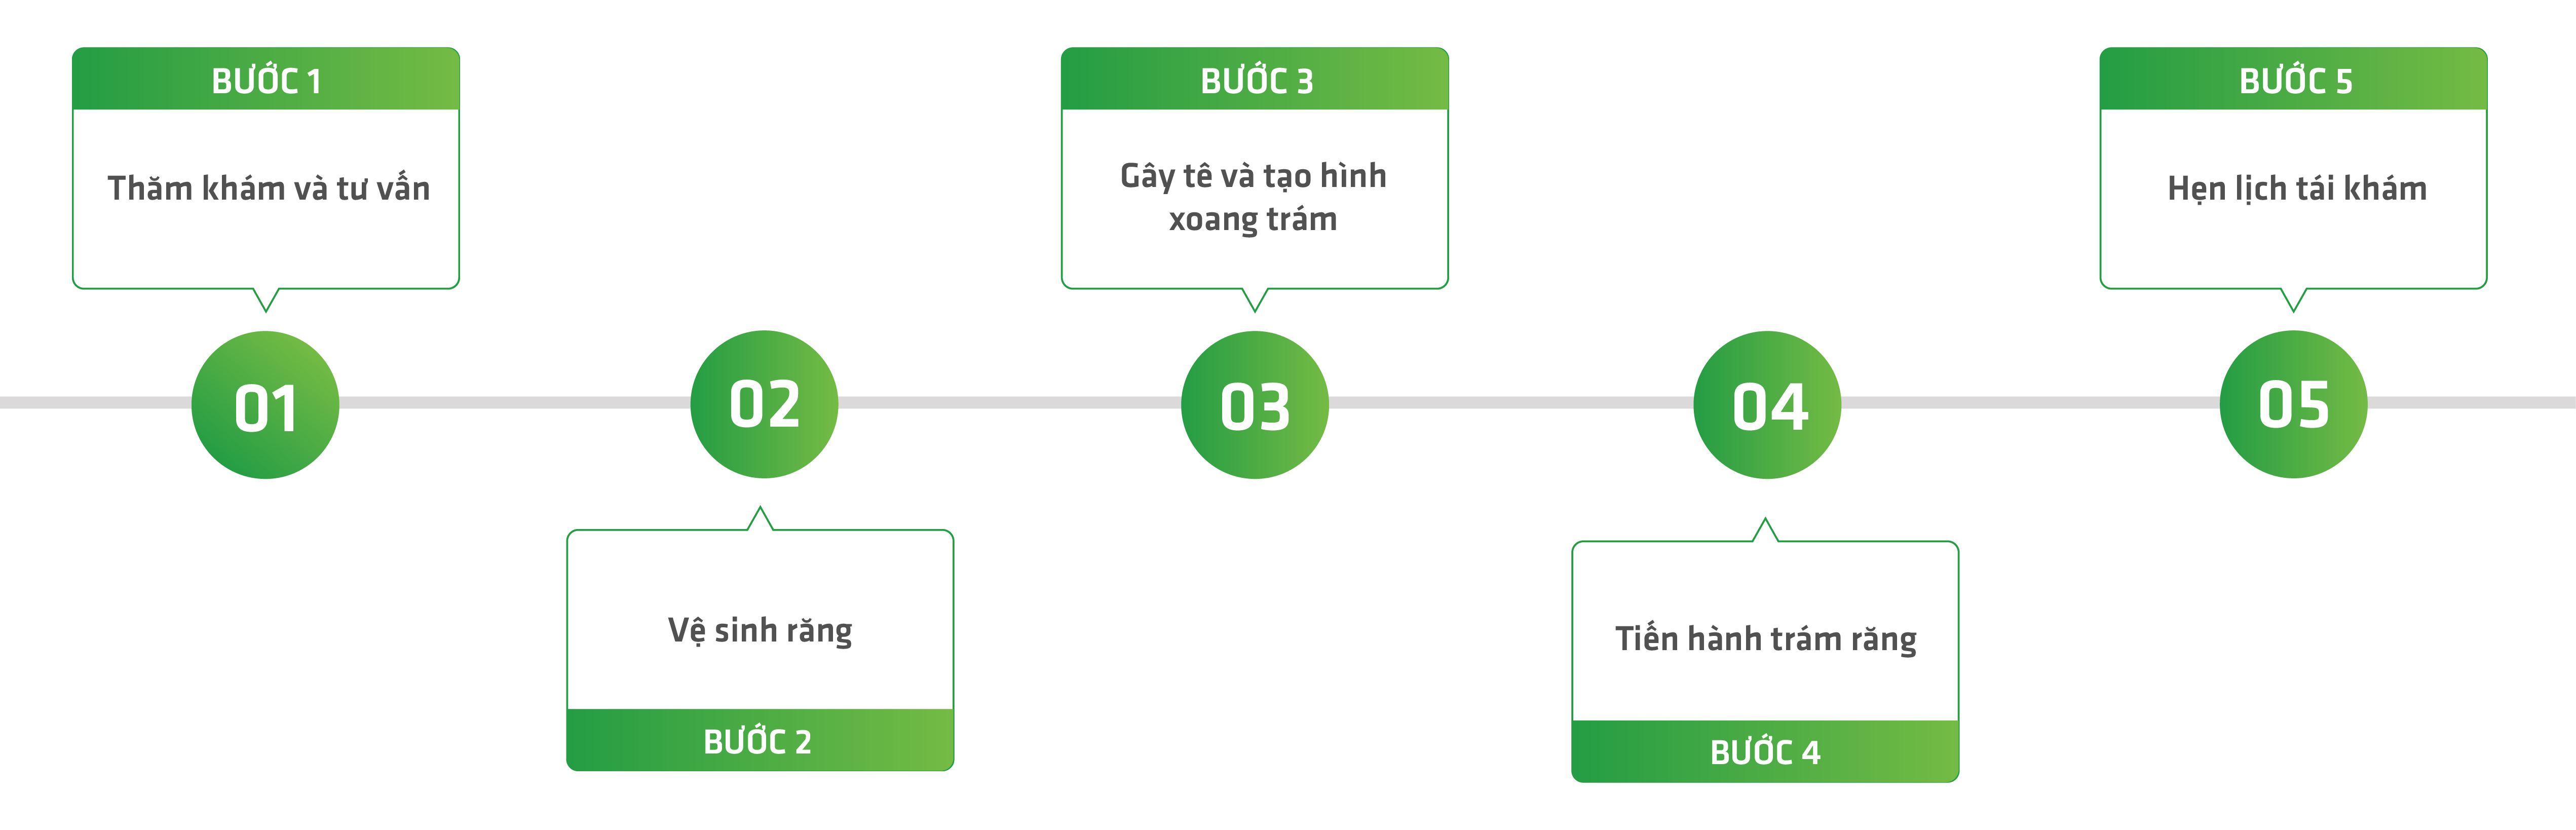 BƯỚC 1
Thăm khám và tư vấn
01
02
Vệ sinh răng
BƯỚC 2
BƯỚC 3
Gây tê và tạo hình
xoang trám
03
04
Tiến hành trám răng
BƯỚC 4
BƯỚC 5
Hẹn lịch tái khám
05